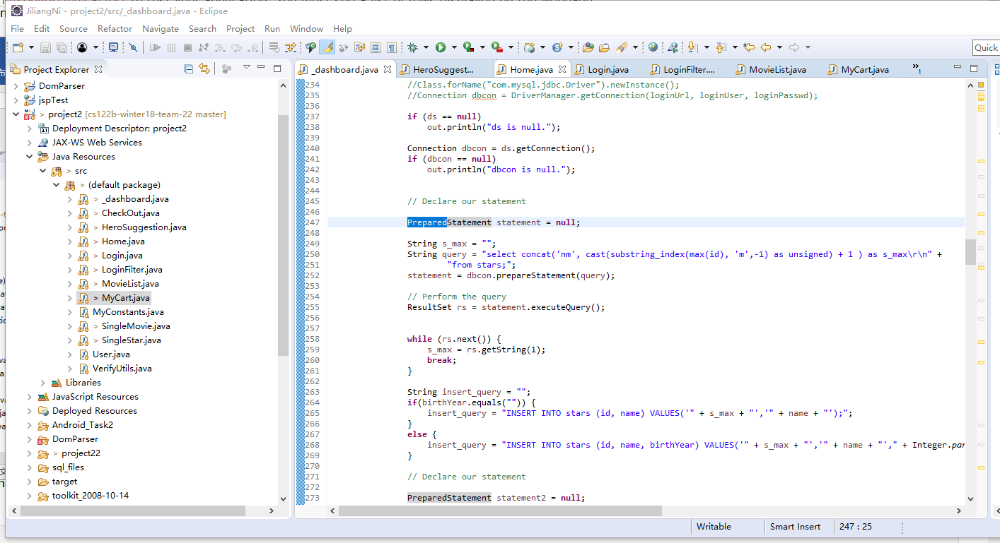 JiliangNi - project2/src/_dashboard.java - Eclipse
File Edit Source Refactor Navigate Search Project Run Window Help
Quick
Project Explorer
_dashboard.java HeroSuggest... Home.java Login.java LoginFilter.... MovieList.java MyCart.java »1
DomParser
jspTest
> project2 [cs122b-winter18-team-22 master]
Deployment Descriptor: project2
JAX-WS Web Services
Java Resources
> src
> (default package)
> _dashboard.java
> CheckOut.java
> HeroSuggestion.java
> Home.java
> Login.java
> LoginFilter.java
> MovieList.java
> MyCart.java
MyConstants.java
> SingleMovie.java
> SingleStar.java
User.java
VerifyUtils.java
Libraries
JavaScript Resources
Deployed Resources
Android_Task2
DomParser
> project22
sql_files
target
toolkit_2008-10-14
234 //Class.forName("com.mysql.jdbc.Driver").newInstance();
235 //Connection dbcon = DriverManager.getConnection(loginUrl, loginUser, loginPasswd);
236
237 if (ds == null)
238 out.println("ds is null.");
239
240 Connection dbcon = ds.getConnection();
241 if (dbcon == null)
242 out.println("dbcon is null.");
243
244
245 // Declare our statement
246
247 PreparedStatement statement = null;
248
249 String s_max = "";
250 String query = "select concat('nm', cast(substring_index(max(id), 'm',-1) as unsigned) + 1 ) as s_max\r\n" +
251 "from stars;";
252 statement = dbcon.prepareStatement(query);
253
254 // Perform the query
255 ResultSet rs = statement.executeQuery();
256
257
258 while (rs.next()) {
259 s_max = rs.getString(1);
260 break;
261 }
262
263 String insert_query = "";
264 if(birthYear.equals("")) {
265 insert_query = "INSERT INTO stars (id, name) VALUES('" + s_max + "','" + name + "');";
266 }
267 else {
268 insert_query = "INSERT INTO stars (id, name, birthYear) VALUES('" + s_max + "','" + name + "'," + Integer.par
269 }
270
271 // Declare our statement
272
273 PreparedStatement statement2 = null;
Writable Smart Insert 247 : 25